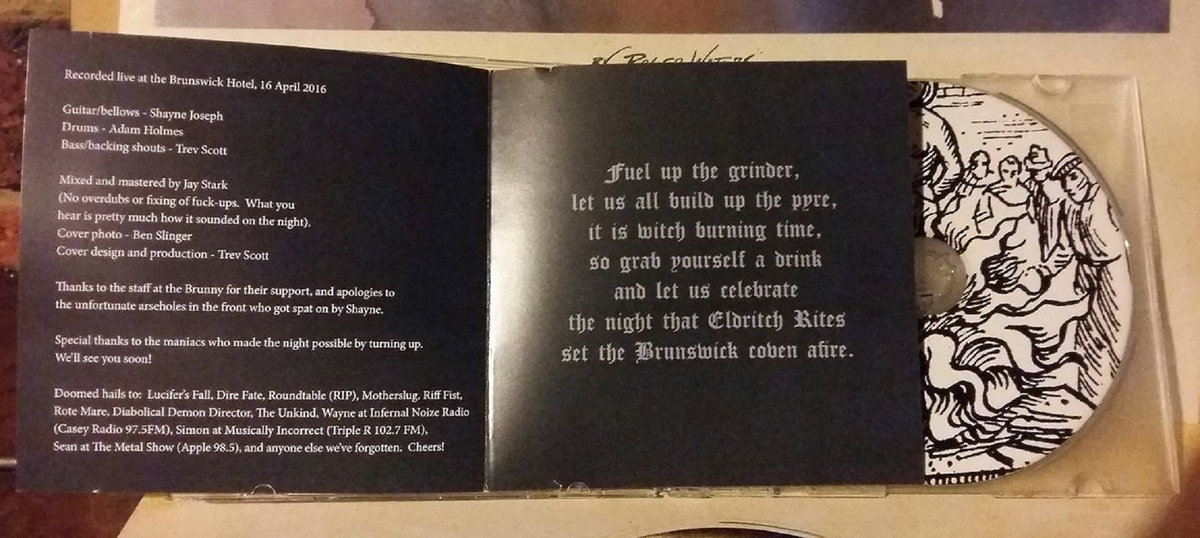 BY ROGER WATERS
Recorded live at the Brunswick Hotel, 16 April 2016
Guitar/bellows - Shayne Joseph
Drums - Adam Holmes
Bass/backing shouts - Trev Scott
Mixed and mastered by Jay Stark
(No overdubs or fixing of fuck-ups. What you
hear is pretty much how it sounded on the night).
Cover photo - Ben Slinger
Cover design and production - Trev Scott
Thanks to the staff at the Brunny for their support, and apologies to
the unfortunate arseholes in the front who got spat on by Shayne.
Special thanks to the maniacs who made the night possible by turning up.
We'll see you soon!
Doomed hails to: Lucifer's Fall, Dire Fate, Roundtable (RIP), Motherslug. Riff Fist,
Rote Mare, Diabolical Demon Director, The Unkind, Wayne at Infernal Noize Radio
(Casey Radio 97.5FM), Simon at Musically Incorrect (Triple R 102.7 FM),
Sean at The Metal Show (Apple 98.5), and anyone else we've forgotten. Cheers!
Fuel up the grinder,
let us all build up the pyre,
it is witch burning time,
so grab yourself a drink
and let us celebrate
the night that Eldritch Rites
set the Brunswick coven afire.